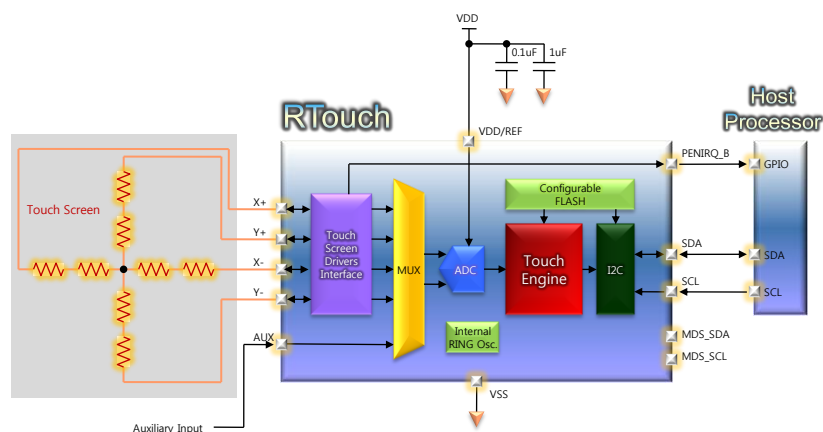 VDD
0.1uF
1uF
RTouch
Host
Processor
VDD/REF
PENIRQ_B
GPIO
Configurable
FLASH
Touch Screen
X+
Y+
X-
Y-
Touch
Screen
Drivers
Interface
MUX
ADC
Touch
Engine
I2C
SDA
SDA
SCL
SCL
Internal
RING Osc.
AUX
MDS_SDA
MDS_SCL
VSS
Auxiliary Input